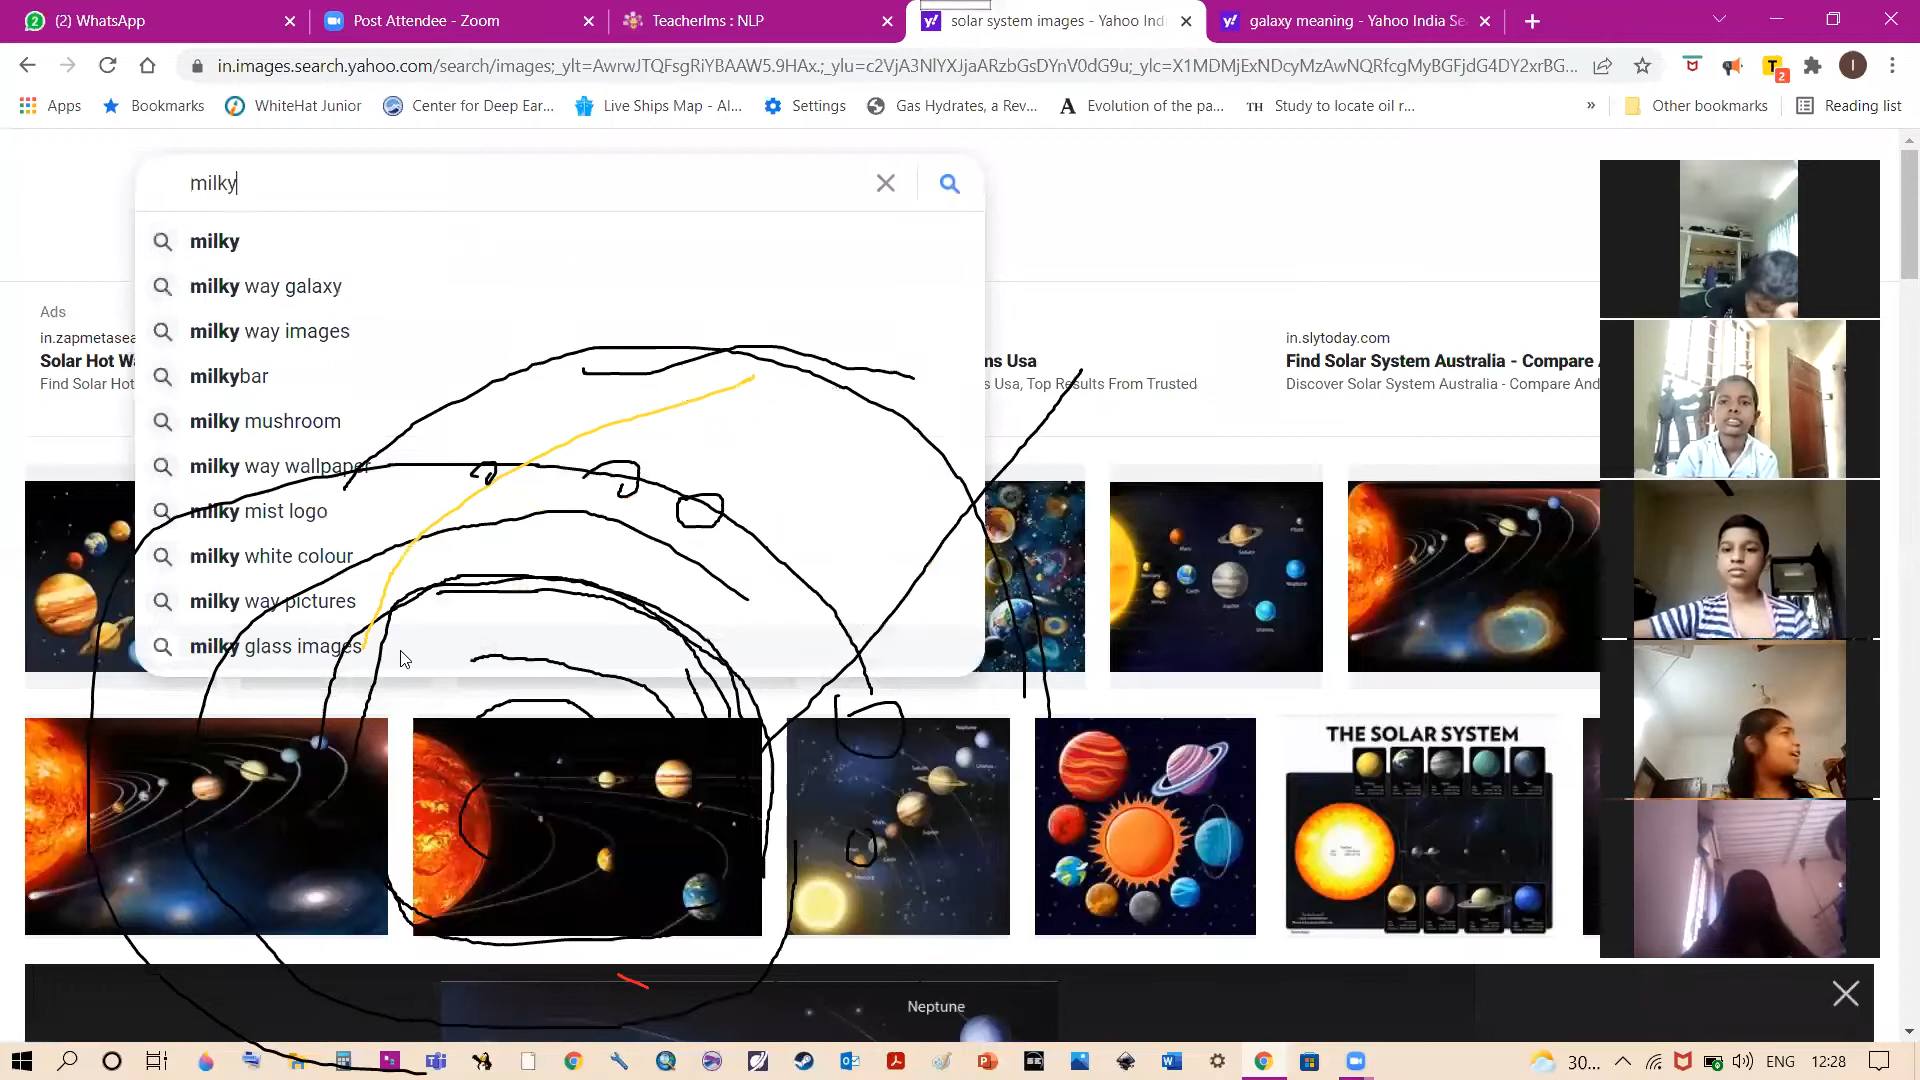 (2) WhatsApp
Post Attendee - Zoom
Teacherlms : NLP
solar system images - Yahoo Indi
galaxy meaning - Yahoo India Se
in.images.search.yahoo.com/search/images;_ylt=AwrwJTQFsgRiYBAAW5.9HAx.;_ylu=c2VjA3NlYXJjaARzbGsDYnV0dG9u;_ylc=X1MDMjExNDcyMzAwNQRfcgMyBGFjdG4DY2xrBG...
2
I
Apps
Bookmarks
WhiteHat Junior
Center for Deep Ear...
Live Ships Map - Al...
Settings
Gas Hydrates, a Rev...
Evolution of the pa...
TH Study to locate oil r...
»
Other bookmarks
Reading list
milky
milky
milky way galaxy
milky way images
milkybar
milky mushroom
milky way wallpaper
milky mist logo
milky white colour
milky way pictures
milky glass images
Ads
in.zapmetasea
Solar Hot Wa
Find Solar Hot
ns Usa
s Usa, Top Results From Trusted
in.slytoday.com
Find Solar System Australia - Compare
Discover Solar System Australia - Compare And
THE SOLAR SYSTEM
Neptune
30...
ENG
12:28